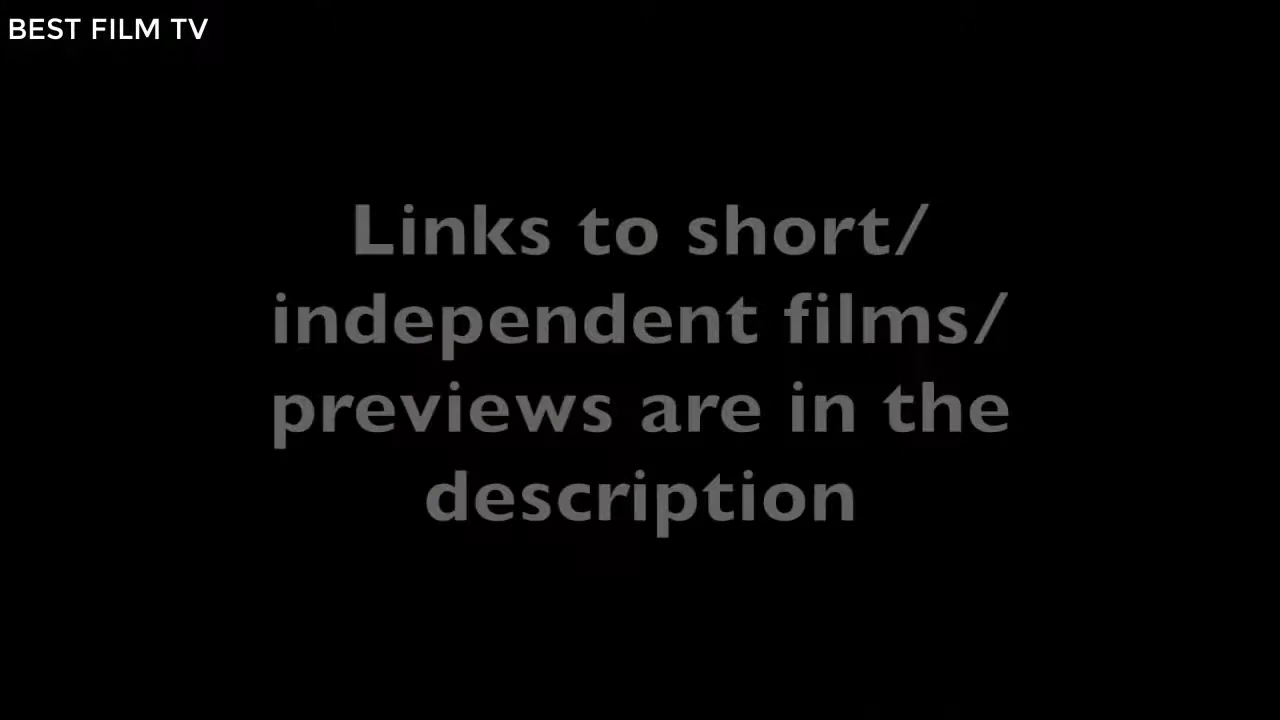 BEST FILM TV
Links to short/
independent films/
previews are in the
description